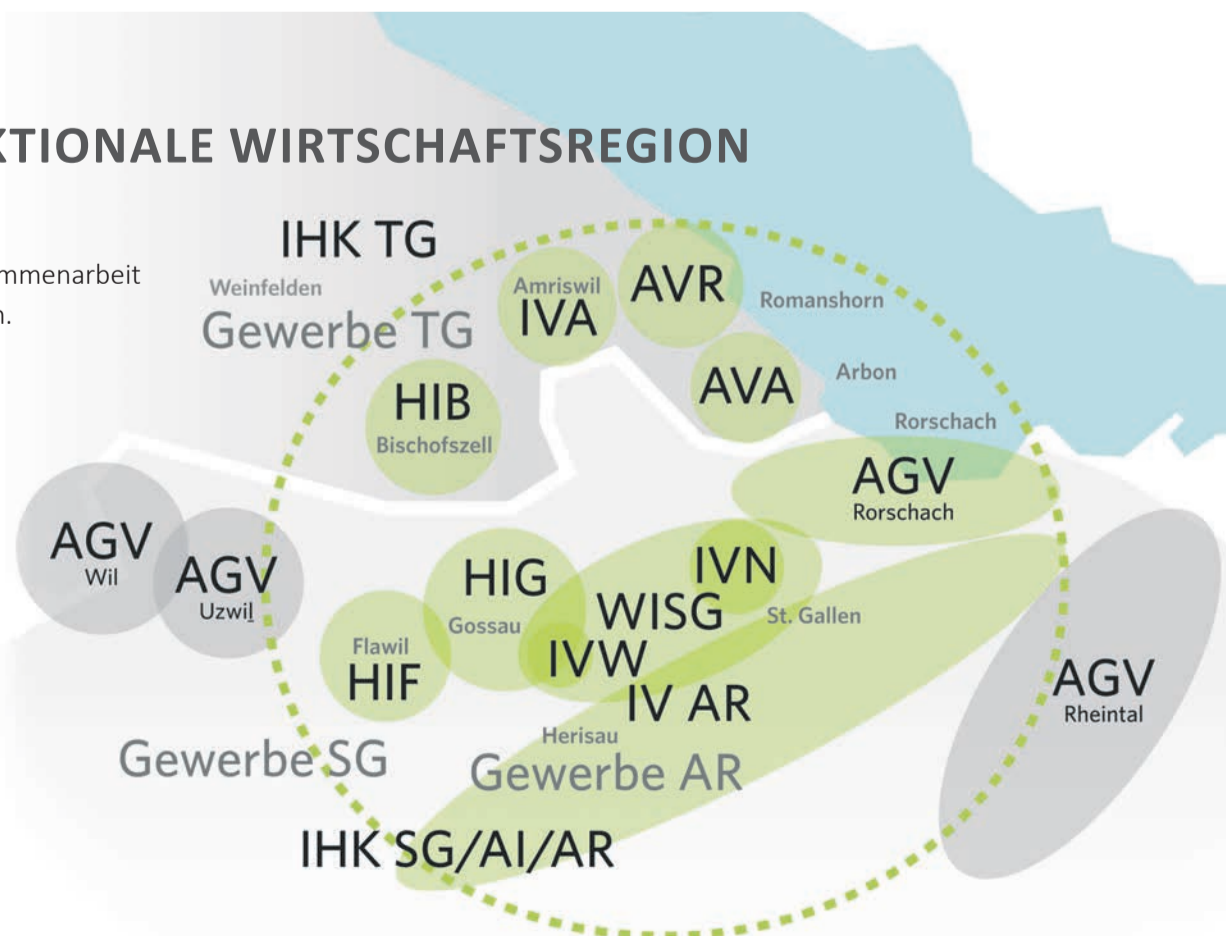 KTIONALE WIRTSCHAFTSREGION
mmenarbeit
n.
IHK TG
Weinfelden
Gewerbe TG
Amriswil
IVA
AVR
Romanshorn
AVA
Arbon
HIB
Bischofszell
Rorschach
AGV
Rorschach
AGV
Wil
AGV
Uzwil
HIG
Gossau
IVN
WISG
St. Gallen
IVW
Flawil
HIF
IV AR
Herisau
Gewerbe SG
Gewerbe AR
AGV
Rheintal
IHK SG/AI/AR